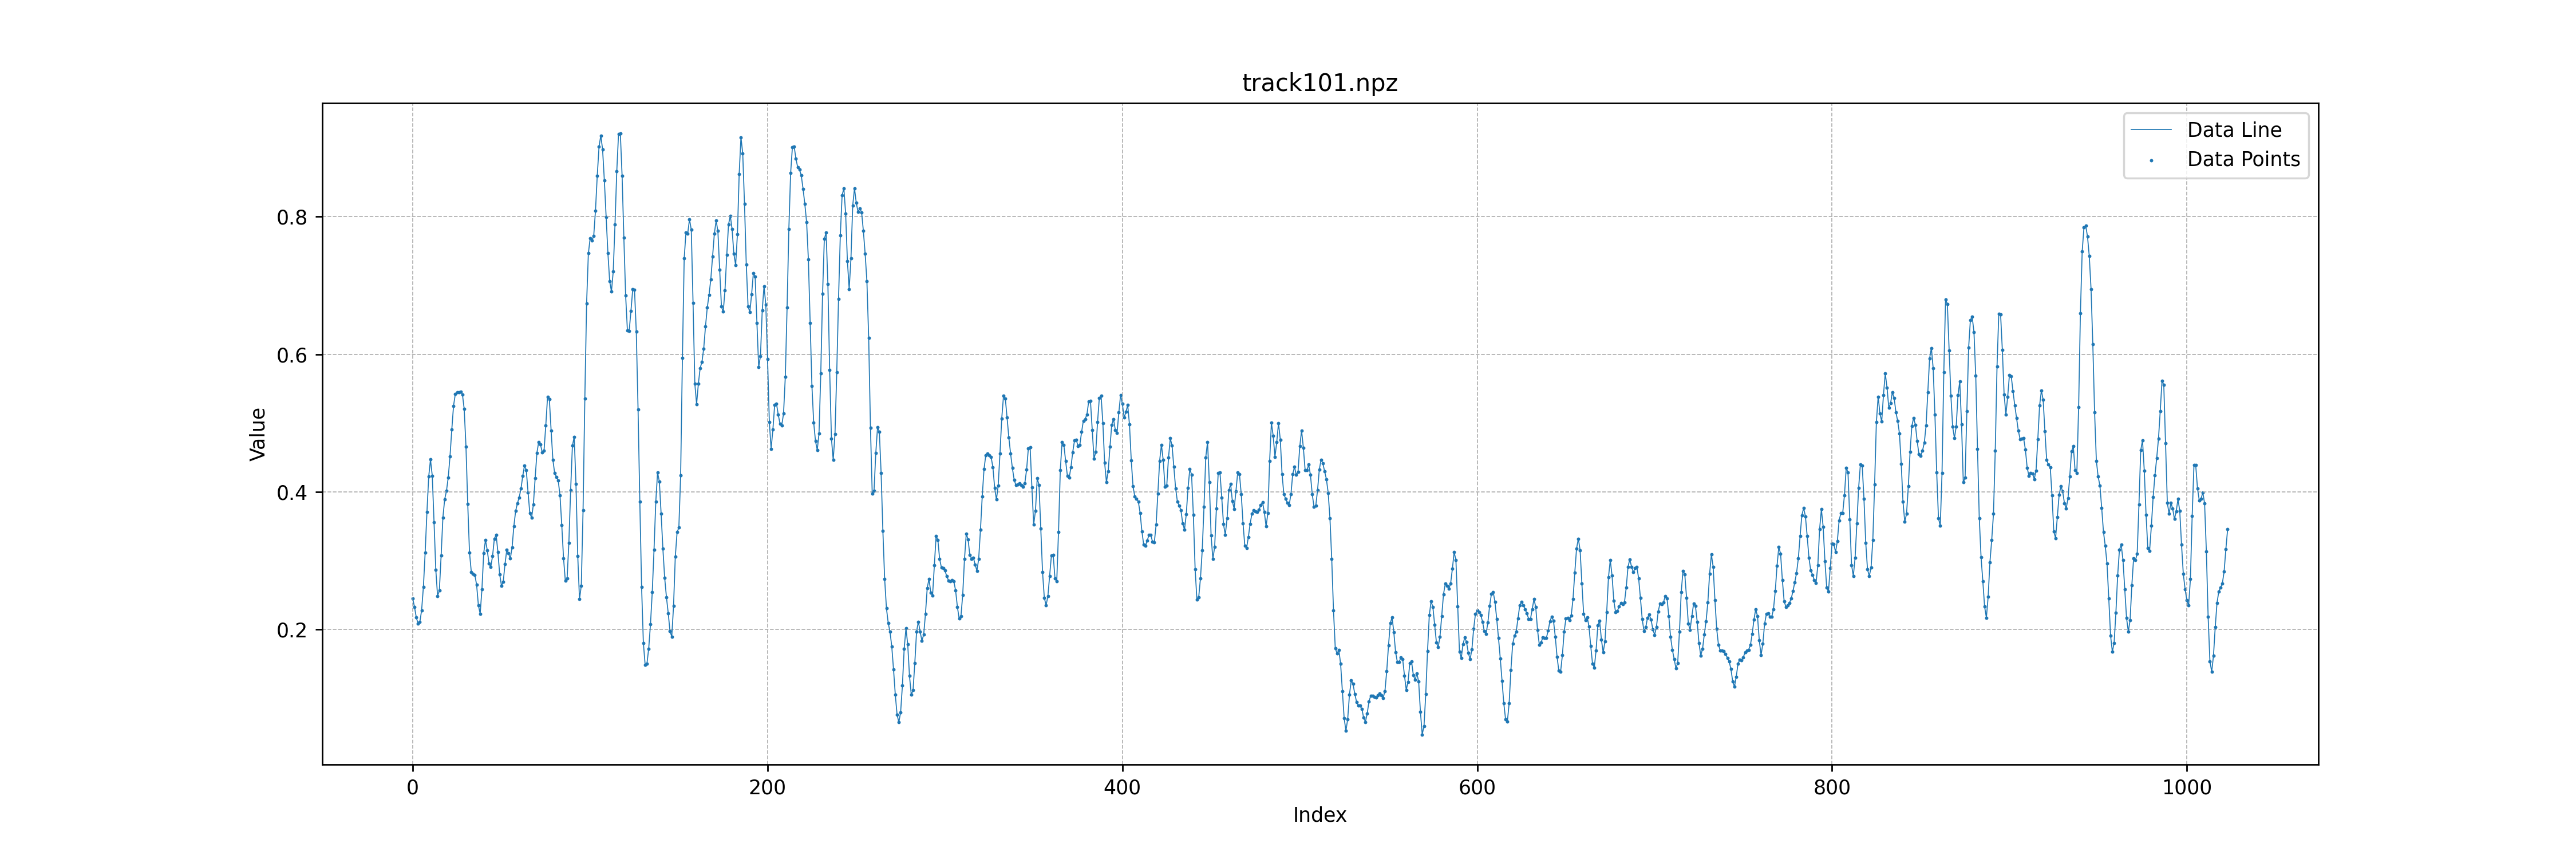 track101.npz
Data Line
Data Points
Value
0.8
0.6
0.4
0.2
0 200 400 600 800 1000
Index